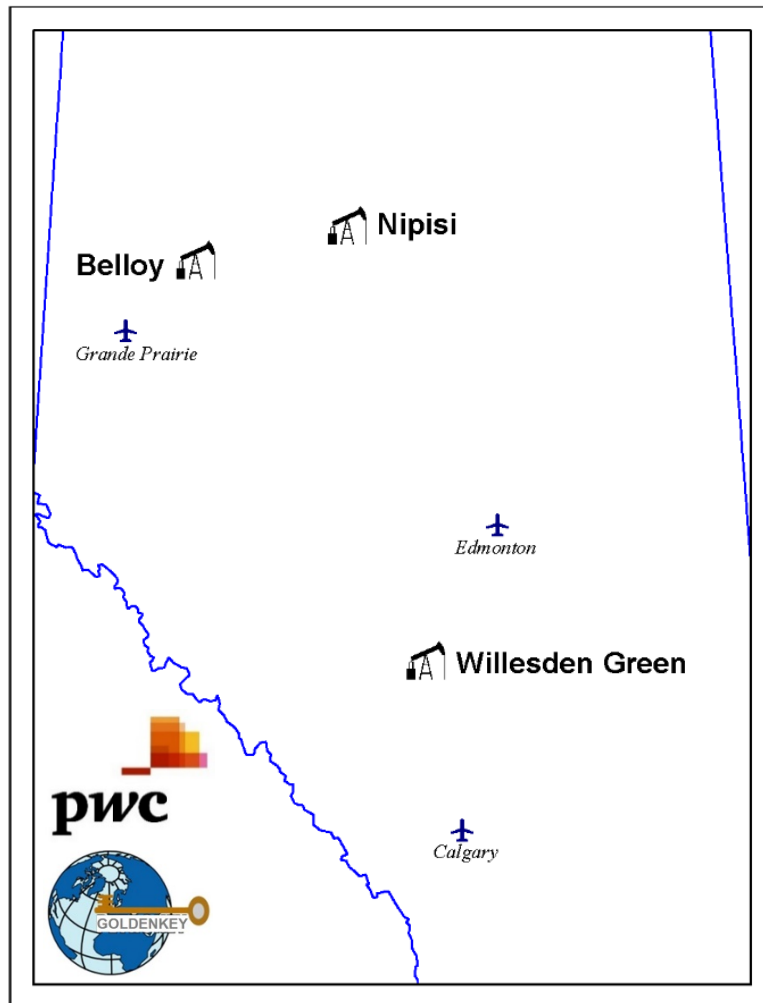 Nipisi
Belloy
Grande Prairie
Edmonton
Willesden Green
pwc
Calgary
GOLDENKEY